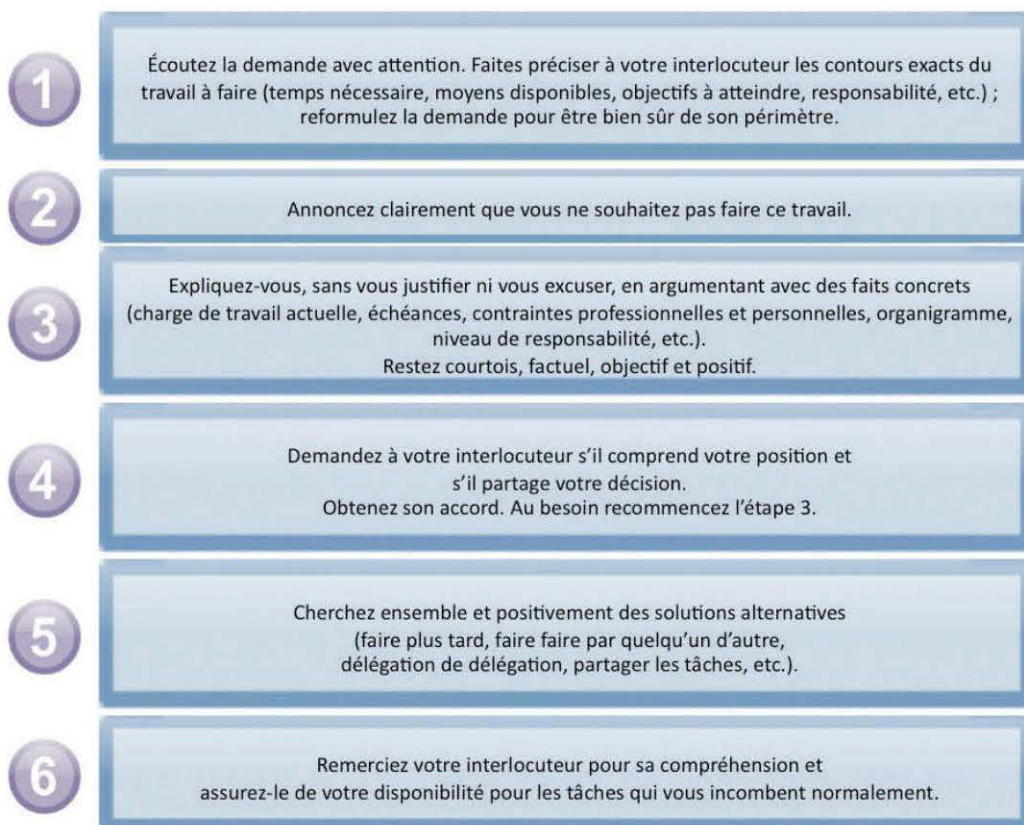 1
Écoutez la demande avec attention. Faites préciser à votre interlocuteur les contours exacts du
travail à faire (temps nécessaire, moyens disponibles, objectifs à atteindre, responsabilité, etc.) ;
reformulez la demande pour être bien sûr de son périmètre.
2
Annoncez clairement que vous ne souhaitez pas faire ce travail.
3
Expliquez-vous, sans vous justifier ni vous excuser, en argumentant avec des faits concrets
(charge de travail actuelle, échéances, contraintes professionnelles et personnelles, organigramme,
niveau de responsabilité, etc.).
Restez courtois, factuel, objectif et positif.
4
Demandez à votre interlocuteur s'il comprend votre position et
s'il partage votre décision.
Obtenez son accord. Au besoin recommencez l'étape 3.
5
Cherchez ensemble et positivement des solutions alternatives
(faire plus tard, faire faire par quelqu'un d'autre,
délégation de délégation, partager les tâches, etc.).
6
Remerciez votre interlocuteur pour sa compréhension et
assurez-le de votre disponibilité pour les tâches qui vous incombent normalement.